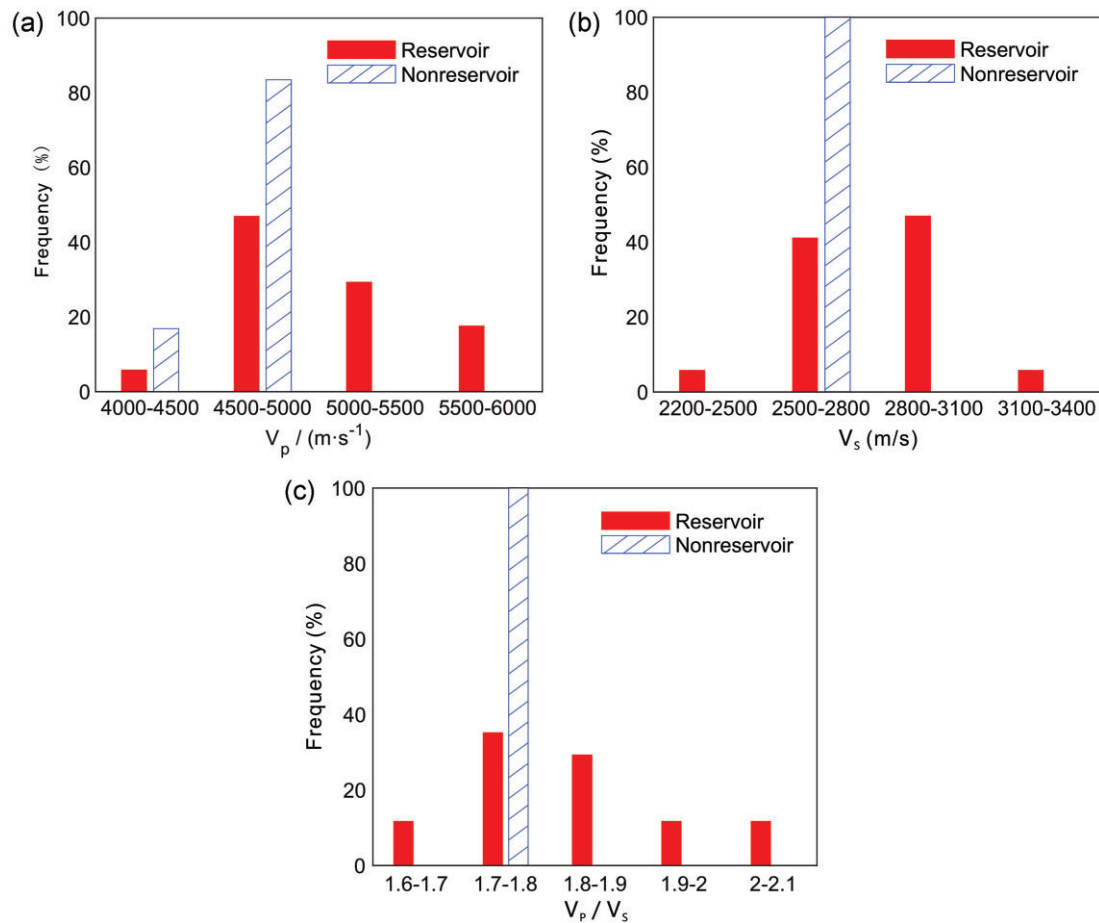 (a)
100
80
60
40
20
0
Frequency (%)
Reservoir
Nonreservoir
4000-4500 4500-5000 5000-5500 5500-6000
Vp / (m·s⁻¹)
(b)
100
80
60
40
20
0
Frequency (%)
Reservoir
Nonreservoir
2200-2500 2500-2800 2800-3100 3100-3400
Vs (m/s)
(c)
100
80
60
40
20
0
Frequency (%)
Reservoir
Nonreservoir
1.6-1.7 1.7-1.8 1.8-1.9 1.9-2 2-2.1
VP / VS